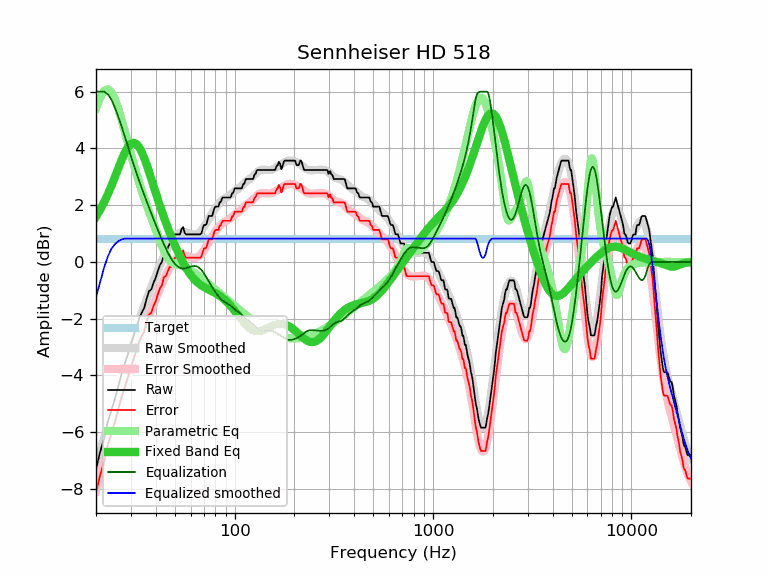 Sennheiser HD 518
Amplitude (dBr)
6
4
2
0
−2
−4
−6
−8
Target
Raw Smoothed
Error Smoothed
Raw
Error
Parametric Eq
Fixed Band Eq
Equalization
Equalized smoothed
100
1000
10000
Frequency (Hz)